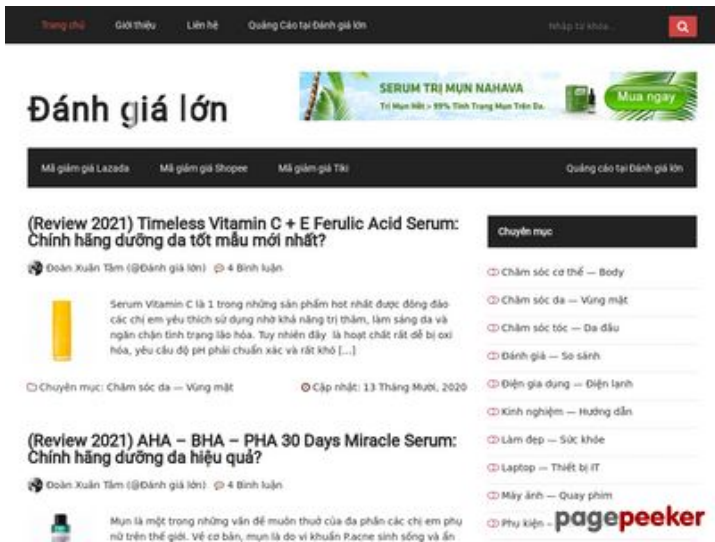 Trang chủ Giới thiệu Liên hệ Quảng Cáo tại Đánh giá lớn Nhập từ khóa...
Đánh giá lớn
SERUM TRỊ MỤN NAHAVA
Trị Mụn Hết > 99% Tình Trạng Mụn Trên Da.
Mua ngay
Mã giảm giá Lazada Mã giảm giá Shopee Mã giảm giá Tiki Quảng cáo tại Đánh giá lớn
(Review 2021) Timeless Vitamin C + E Ferulic Acid Serum:
Chính hãng dưỡng da tốt mẫu mới nhất?
Đoàn Xuân Tâm (@Đánh giá lớn) 4 Bình luận
Serum Vitamin C là 1 trong những sản phẩm hot nhất được đông đảo
các chị em yêu thích sử dụng nhờ khả năng trị thâm, làm sáng da và
ngăn chặn tình trạng lão hóa. Tuy nhiên đây là hoạt chất rất dễ bị oxi
hóa, yêu cầu độ pH phải chuẩn xác và rất khó [...]
Chuyên mục: Chăm sóc da — Vùng mặt Cập nhật: 13 Tháng Mười, 2020
(Review 2021) AHA – BHA – PHA 30 Days Miracle Serum:
Chính hãng dưỡng da hiệu quả?
Đoàn Xuân Tâm (@Đánh giá lớn) 4 Bình luận
Mụn là một trong những vấn đề muôn thuở của đa phần các chị em phụ
nữ trên thế giới. Về cơ bản, mụn là do vi khuẩn P.acne sinh sống và ẩn
Chuyên mục
Chăm sóc cơ thể — Body
Chăm sóc da — Vùng mặt
Chăm sóc tóc — Da đầu
Đánh giá — So sánh
Điện gia dụng — Điện lạnh
Kinh nghiệm — Hướng dẫn
Làm đẹp — Sức khỏe
Laptop — Thiết bị IT
Máy ảnh — Quay phim
Phụ kiện –
pagepeeker